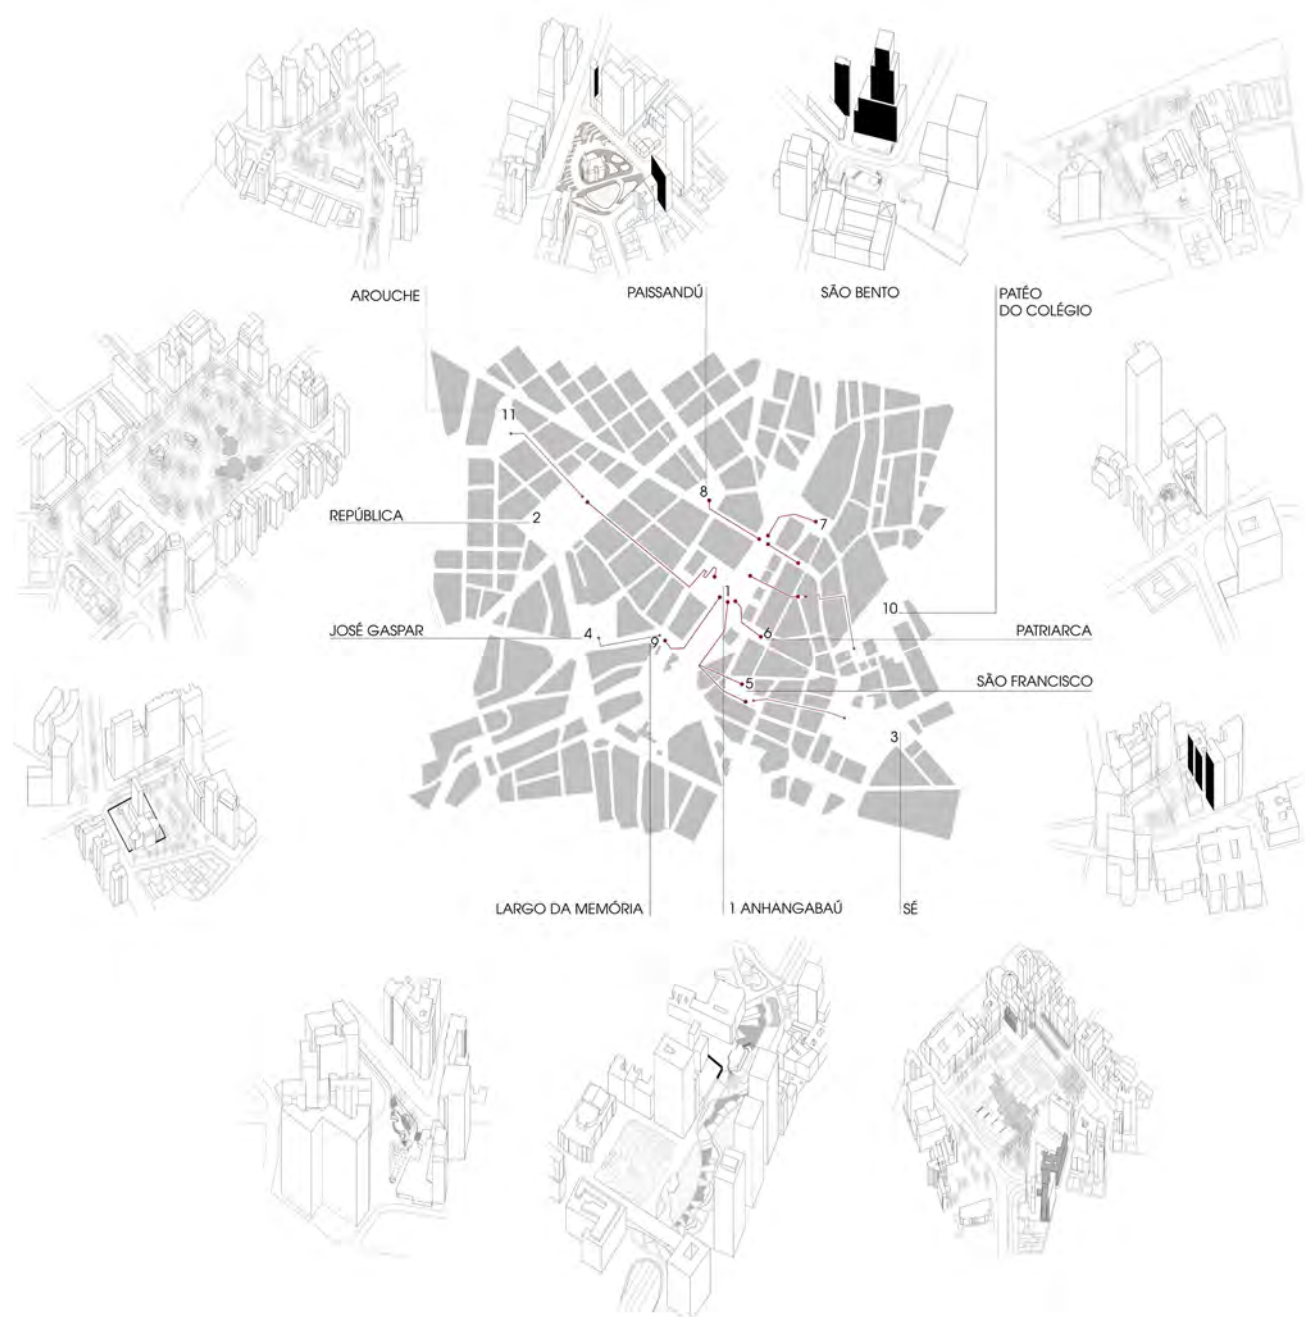 AROUCHE
PAISSANDÚ
SÃO BENTO
PATÉO
DO COLÉGIO
11
8
REPÚBLICA
2
7
1
10
JOSÉ GASPAR
4
9
6
PATRIARCA
5
SÃO FRANCISCO
3
LARGO DA MEMÓRIA
1 ANHANGABAÚ
SÉ